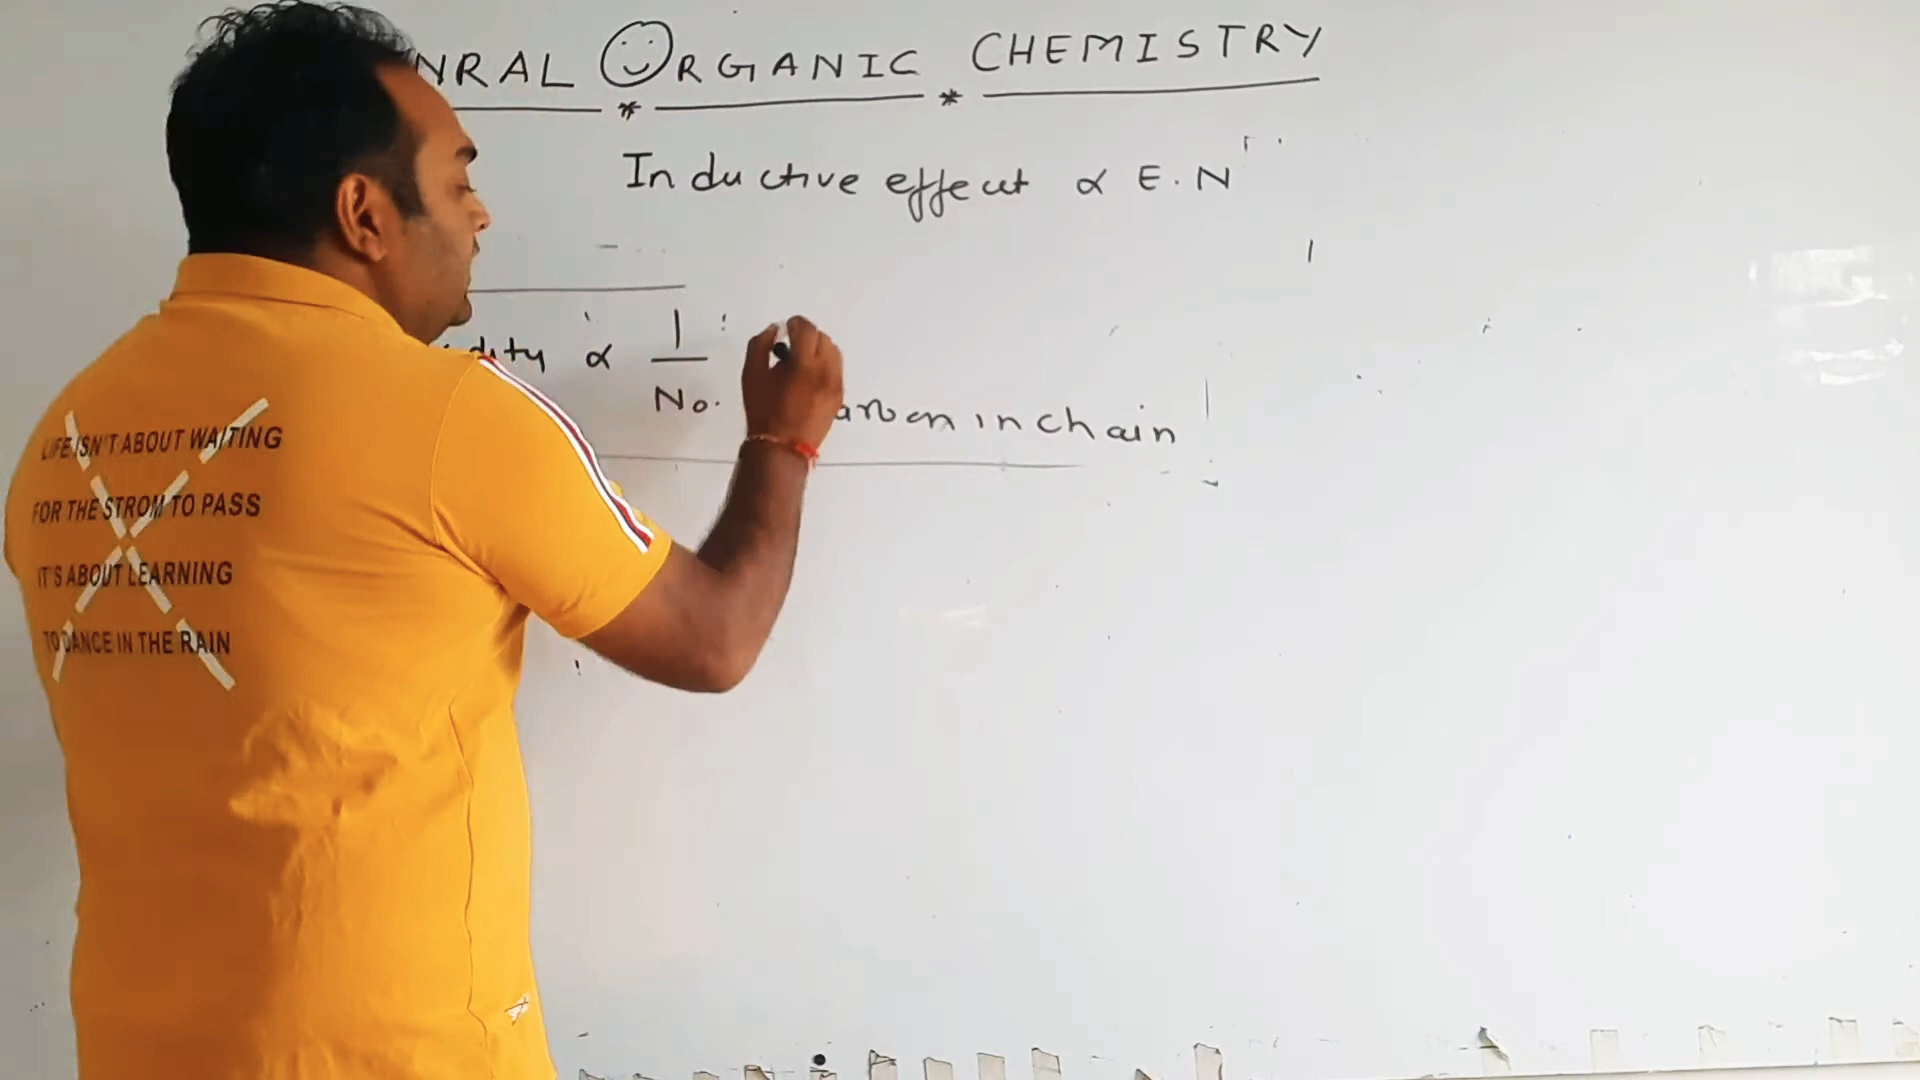 NRAL ORGANIC CHEMISTRY
Inductive effect ∝ E.N
dity ∝ 1
No. arbon in chain
LIFE ISN'T ABOUT WAITING
FOR THE STROM TO PASS
IT'S ABOUT LEARNING
TO DANCE IN THE RAIN